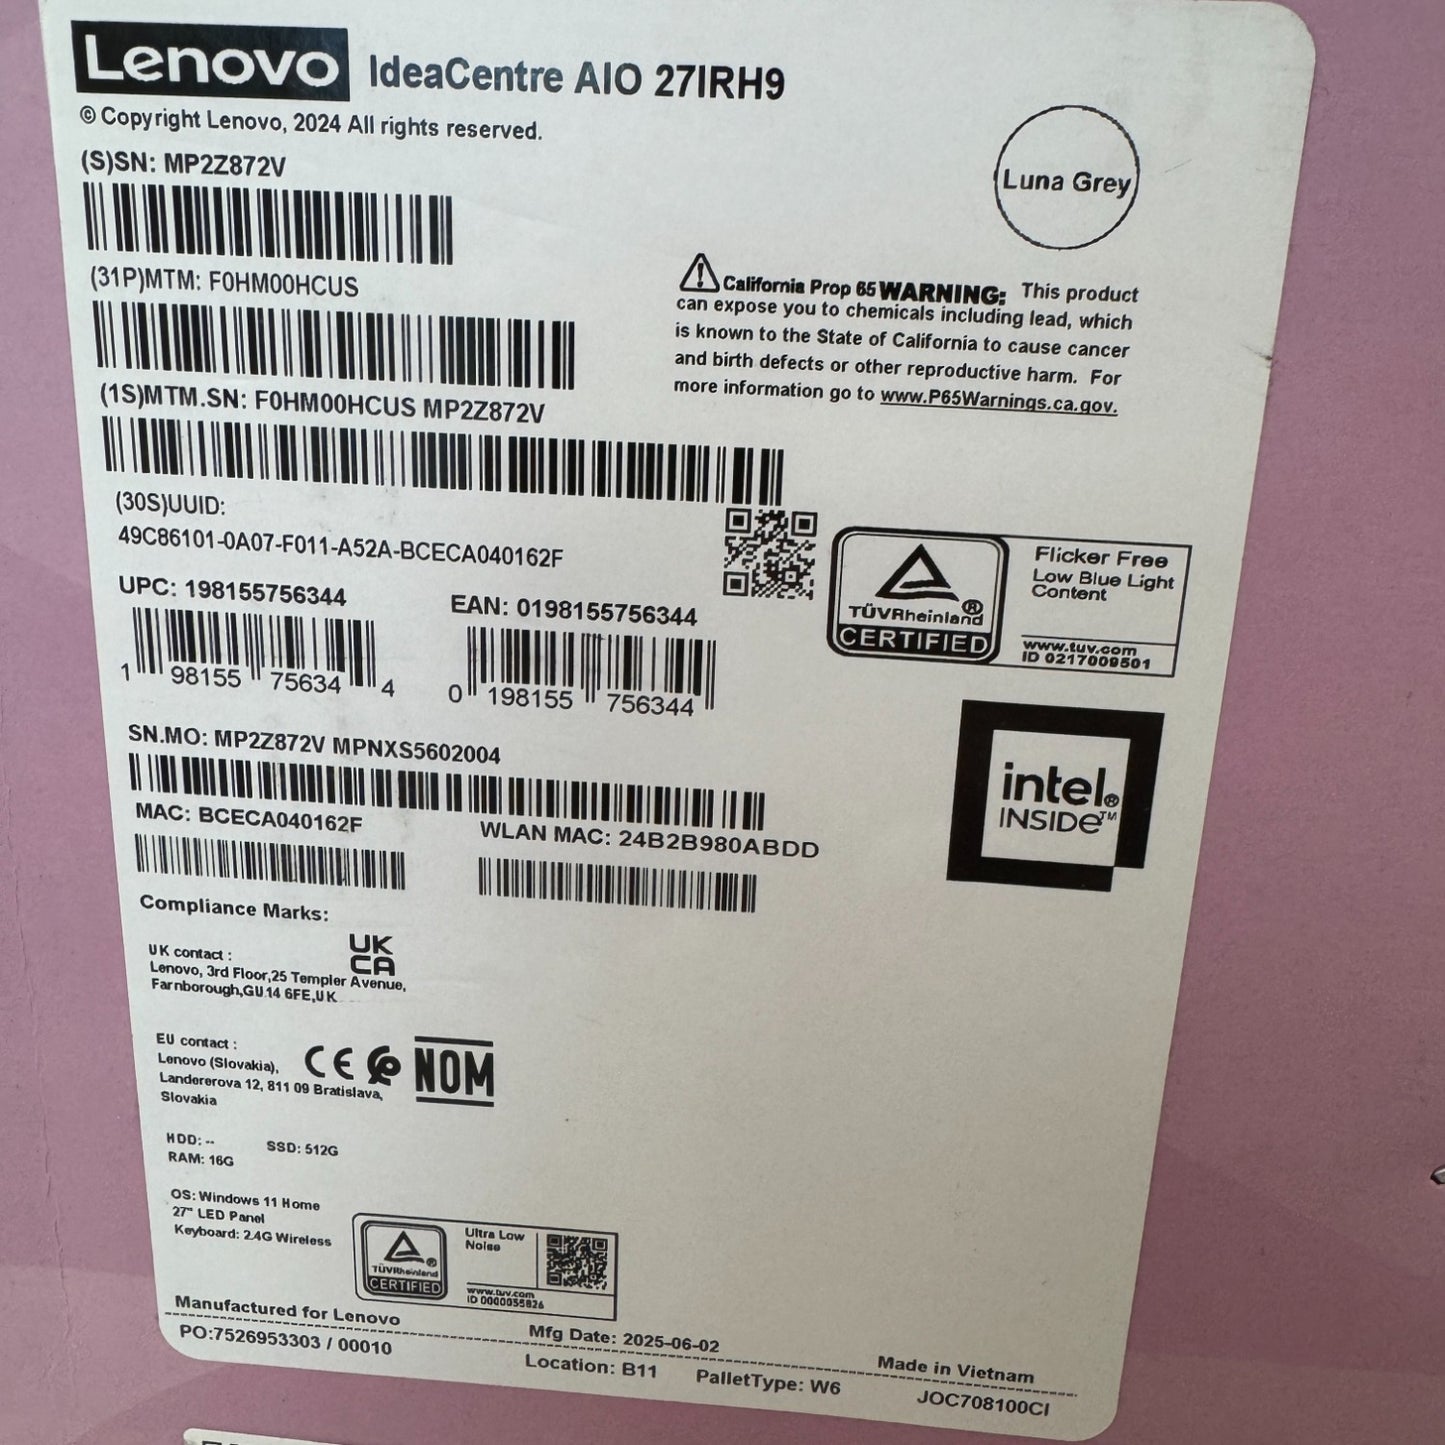 Lenovo IdeaCentre AIO 27IRH9
© Copyright Lenovo, 2024 All rights reserved.
(S)SN: MP2Z872V
Luna Grey
(31P)MTM: F0HM00HCUS
California Prop 65 WARNING: This product
can expose you to chemicals including lead, which
is known to the State of California to cause cancer
and birth defects or other reproductive harm. For
more information go to www.P65Warnings.ca.gov.
(1S)MTM.SN: F0HM00HCUS MP2Z872V
(30S)UUID:
49C86101-0A07-F011-A52A-BCECA040162F
TÜVRheinland®
CERTIFIED
Flicker Free
Low Blue Light
Content
www.tuv.com
ID 0217009501
UPC: 198155756344
1 98155 75634 4
EAN: 0198155756344
0 198155 756344
SN.MO: MP2Z872V MPNXS5602004
intel®
INSIDE™
MAC: BCECA040162F
WLAN MAC: 24B2B980ABDD
Compliance Marks:
UK
CA
UK contact :
Lenovo, 3rd Floor,25 Templer Avenue,
Farnborough,GU14 6FE,UK
EU contact :
Lenovo (Slovakia),
Landererova 12, 811 09 Bratislava,
Slovakia
CE
NOM
HDD: -- SSD: 512G
RAM: 16G
OS: Windows 11 Home
27" LED Panel
Keyboard: 2.4G Wireless
TÜVRheinland®
CERTIFIED
Ultra Low
Noise
www.tuv.com
ID 0000055826
Manufactured for Lenovo
Mfg Date: 2025-06-02
Made in Vietnam
PO:7526953303 / 00010
Location: B11
PalletType: W6
JOC708100CI